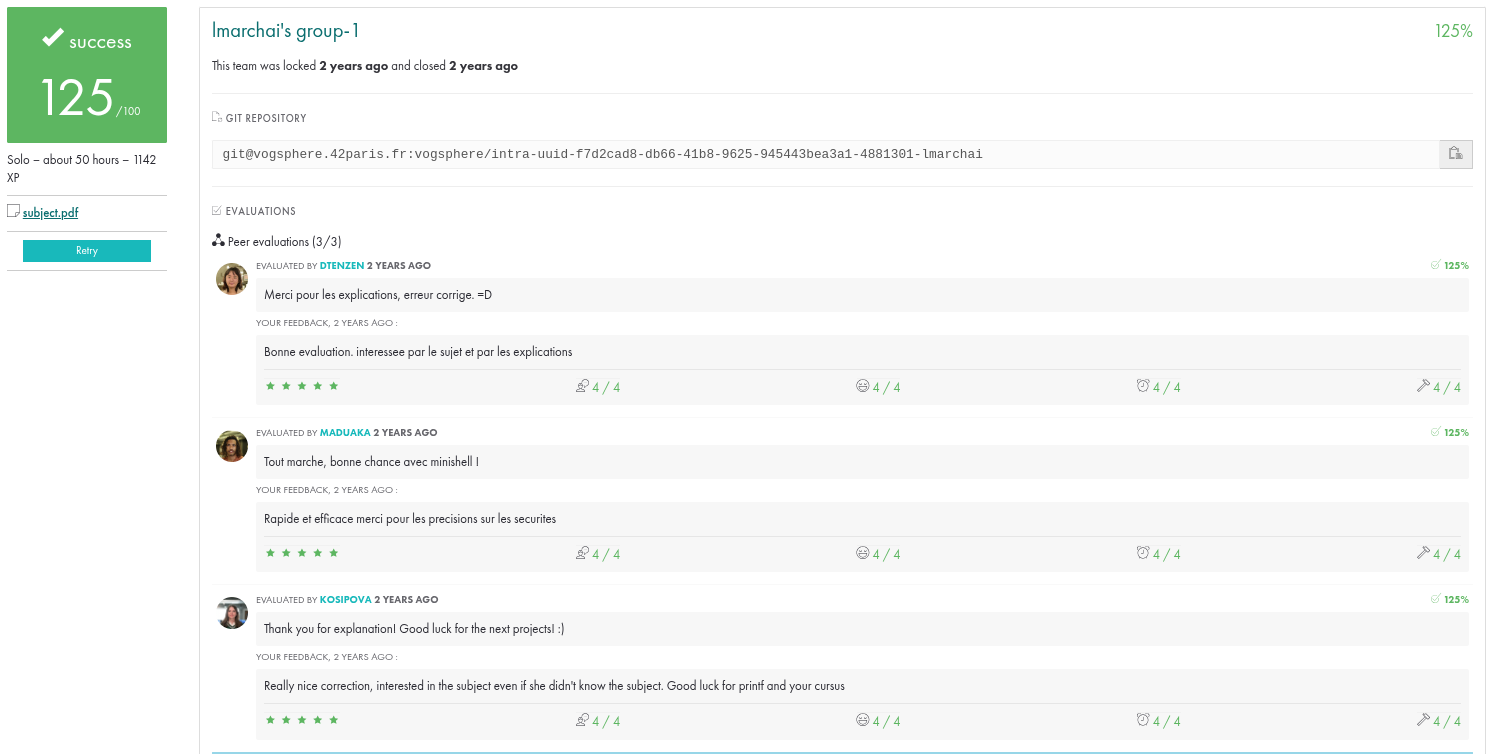 success
125 /100
Solo – about 50 hours – 1142
XP
subject.pdf
Retry
lmarchai's group-1
125%
This team was locked 2 years ago and closed 2 years ago
GIT REPOSITORY
git@vogsphere.42paris.fr:vogsphere/intra-uuid-f7d2cad8-db66-41b8-9625-945443bea3a1-4881301-lmarchai
EVALUATIONS
Peer evaluations (3/3)
EVALUATED BY DTENZEN 2 YEARS AGO
125%
Merci pour les explications, erreur corrige. =D
YOUR FEEDBACK, 2 YEARS AGO :
Bonne evaluation. interessee par le sujet et par les explications
4 / 4 4 / 4 4 / 4 4 / 4
EVALUATED BY MADUAKA 2 YEARS AGO
125%
Tout marche, bonne chance avec minishell !
YOUR FEEDBACK, 2 YEARS AGO :
Rapide et efficace merci pour les precisions sur les securites
4 / 4 4 / 4 4 / 4 4 / 4
EVALUATED BY KOSIPOVA 2 YEARS AGO
125%
Thank you for explanation! Good luck for the next projects! :)
YOUR FEEDBACK, 2 YEARS AGO :
Really nice correction, interested in the subject even if she didn't know the subject. Good luck for printf and your cursus
4 / 4 4 / 4 4 / 4 4 / 4